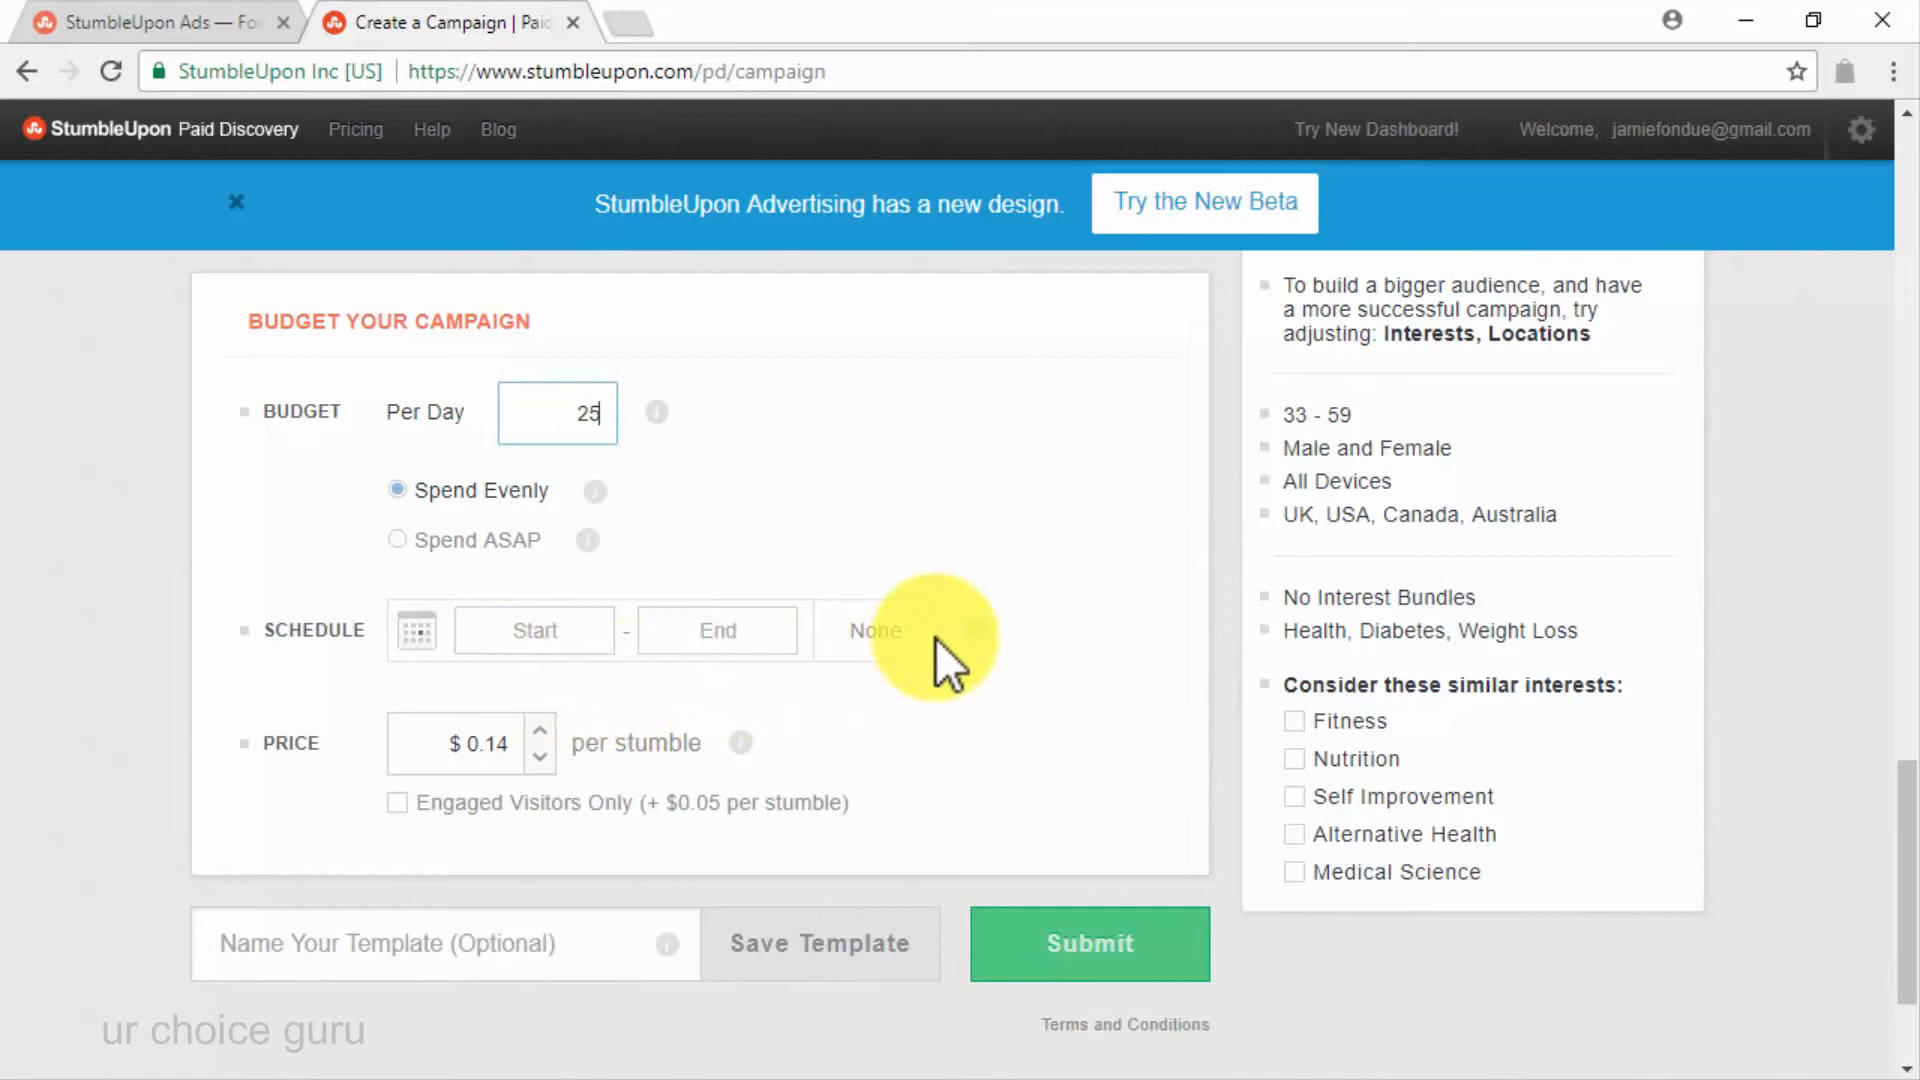 StumbleUpon Ads — Fo
Create a Campaign | Paid
StumbleUpon Inc [US]
https://www.stumbleupon.com/pd/campaign
StumbleUpon Paid Discovery
Pricing
Help
Blog
Try New Dashboard!
Welcome, jamiefondue@gmail.com
StumbleUpon Advertising has a new design.
Try the New Beta
BUDGET YOUR CAMPAIGN
BUDGET
Per Day
25
Spend Evenly
Spend ASAP
SCHEDULE
Start
-
End
None
PRICE
$ 0.14
per stumble
Engaged Visitors Only (+ $0.05 per stumble)
Name Your Template (Optional)
Save Template
Submit
Terms and Conditions
To build a bigger audience, and have
a more successful campaign, try
adjusting: Interests, Locations
33 - 59
Male and Female
All Devices
UK, USA, Canada, Australia
No Interest Bundles
Health, Diabetes, Weight Loss
Consider these similar interests:
Fitness
Nutrition
Self Improvement
Alternative Health
Medical Science
ur choice guru